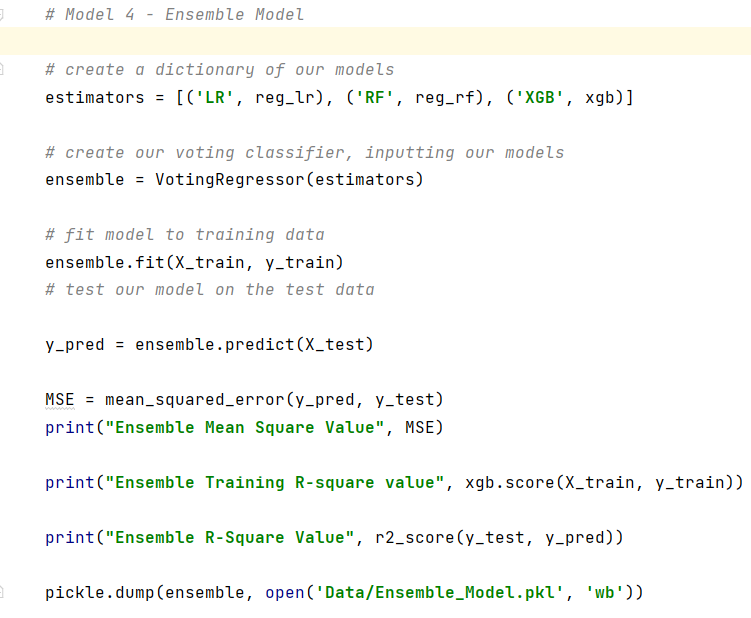 # Model 4 - Ensemble Model
# create a dictionary of our models
estimators = [('LR', reg_lr), ('RF', reg_rf), ('XGB', xgb)]
# create our voting classifier, inputting our models
ensemble = VotingRegressor(estimators)
# fit model to training data
ensemble.fit(X_train, y_train)
# test our model on the test data
y_pred = ensemble.predict(X_test)
MSE = mean_squared_error(y_pred, y_test)
print("Ensemble Mean Square Value", MSE)
print("Ensemble Training R-square value", xgb.score(X_train, y_train))
print("Ensemble R-Square Value", r2_score(y_test, y_pred))
pickle.dump(ensemble, open('Data/Ensemble_Model.pkl', 'wb'))